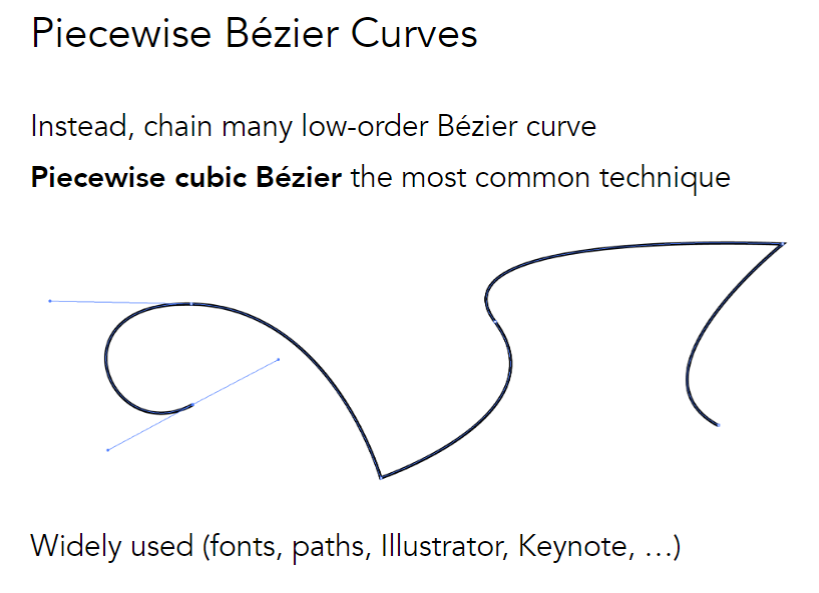 Piecewise Bézier Curves
Instead, chain many low-order Bézier curve
Piecewise cubic Bézier the most common technique
Widely used (fonts, paths, Illustrator, Keynote, …)